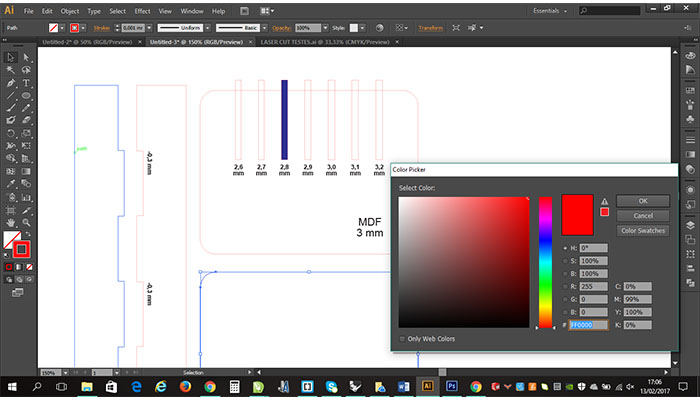 Ai File Edit Object Type Select Effect View Window Help
Essentials
Path Stroke: 0,001 m Uniform Basic Opacity: 100% Style: Transform
Untitled-2* @ 50% (RGB/Preview) Untitled-3* @ 150% (RGB/Preview) LASER CUT TESTES.ai @ 33,33% (CMYK/Preview)
path
-0.3 mm
2,6 mm
2,7 mm
2,8 mm
2,9 mm
3,0 mm
3,1 mm
3,2 mm
MDF
3 mm
-0.3 mm
Color Picker
Select Color:
OK
Cancel
Color Swatches
H: 0°
S: 100%
B: 100%
R: 255 C: 0%
G: 0 M: 99%
B: 0 Y: 100%
# FF0000 K: 0%
Only Web Colors
150% 1 Selection
Ai Ps
17:06
13/02/2017